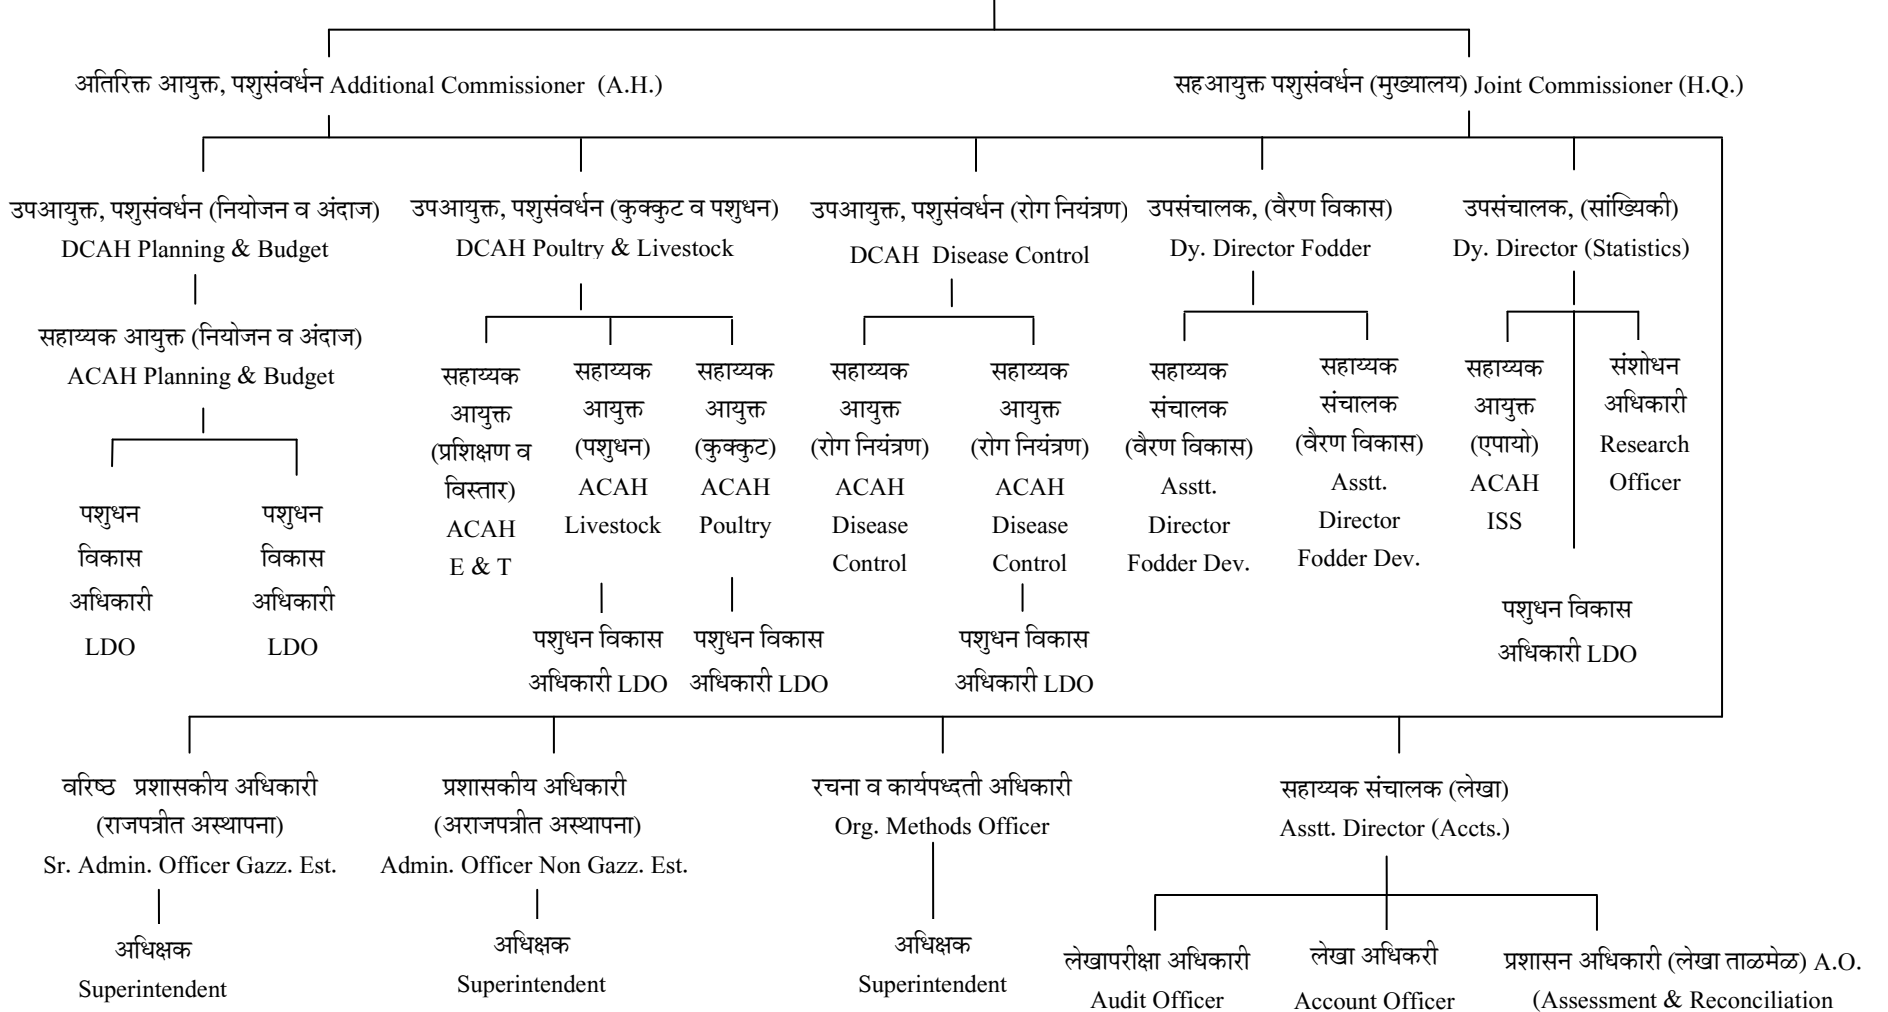 अतिरिक्त आयुक्त, पशुसंवर्धन Additional Commissioner (A.H.)
सहआयुक्त पशुसंवर्धन (मुख्यालय) Joint Commissioner (H.Q.)
उपआयुक्त, पशुसंवर्धन (नियोजन व अंदाज)
DCAH Planning & Budget
उपआयुक्त, पशुसंवर्धन (कुक्कुट व पशुधन)
DCAH Poultry & Livestock
उपआयुक्त, पशुसंवर्धन (रोग नियंत्रण)
DCAH Disease Control
उपसंचालक, (वैरण विकास)
Dy. Director Fodder
उपसंचालक, (सांख्यिकी)
Dy. Director (Statistics)
सहाय्यक आयुक्त (नियोजन व अंदाज)
ACAH Planning & Budget
सहाय्यक
आयुक्त
(प्रशिक्षण व
विस्तार)
ACAH
E & T
सहाय्यक
आयुक्त
(पशुधन)
ACAH
Livestock
सहाय्यक
आयुक्त
(कुक्कुट)
ACAH
Poultry
सहाय्यक
आयुक्त
(रोग नियंत्रण)
ACAH
Disease
Control
सहाय्यक
आयुक्त
(रोग नियंत्रण)
ACAH
Disease
Control
सहाय्यक
संचालक
(वैरण विकास)
Asstt.
Director
Fodder Dev.
सहाय्यक
संचालक
(वैरण विकास)
Asstt.
Director
Fodder Dev.
सहाय्यक
आयुक्त
(एपायो)
ACAH
ISS
संशोधन
अधिकारी
Research
Officer
पशुधन
विकास
अधिकारी
LDO
पशुधन
विकास
अधिकारी
LDO
पशुधन विकास
अधिकारी LDO
पशुधन विकास
अधिकारी LDO
पशुधन विकास
अधिकारी LDO
पशुधन विकास
अधिकारी LDO
वरिष्ठ प्रशासकीय अधिकारी
(राजपत्रीत अस्थापना)
Sr. Admin. Officer Gazz. Est.
प्रशासकीय अधिकारी
(अराजपत्रीत अस्थापना)
Admin. Officer Non Gazz. Est.
रचना व कार्यपध्दती अधिकारी
Org. Methods Officer
सहाय्यक संचालक (लेखा)
Asstt. Director (Accts.)
अधिक्षक
Superintendent
अधिक्षक
Superintendent
अधिक्षक
Superintendent
लेखापरीक्षा अधिकारी
Audit Officer
लेखा अधिकरी
Account Officer
प्रशासन अधिकारी (लेखा ताळमेळ) A.O.
(Assessment & Reconciliation